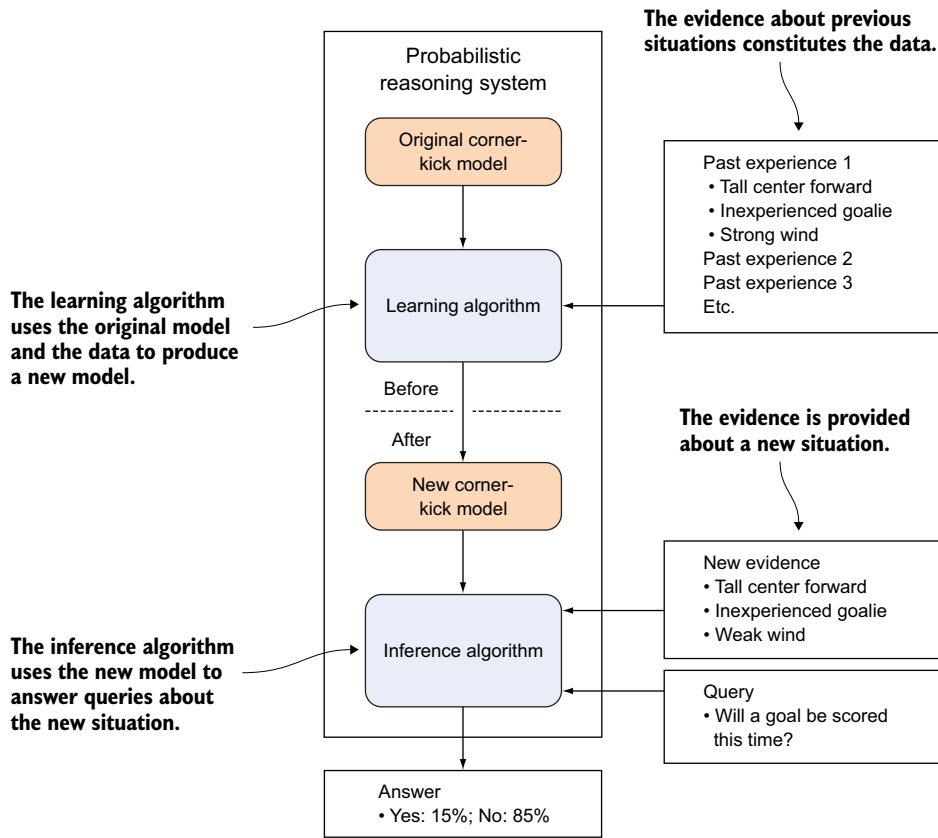 The evidence about previous
situations constitutes the data.
Probabilistic
reasoning system
Original corner-
kick model
Past experience 1
• Tall center forward
• Inexperienced goalie
• Strong wind
Past experience 2
Past experience 3
Etc.
Learning algorithm
The learning algorithm
uses the original model
and the data to produce
a new model.
Before
After
The evidence is provided
about a new situation.
New corner-
kick model
New evidence
• Tall center forward
• Inexperienced goalie
• Weak wind
Inference algorithm
The inference algorithm
uses the new model to
answer queries about
the new situation.
Query
• Will a goal be scored
this time?
Answer
• Yes: 15%; No: 85%